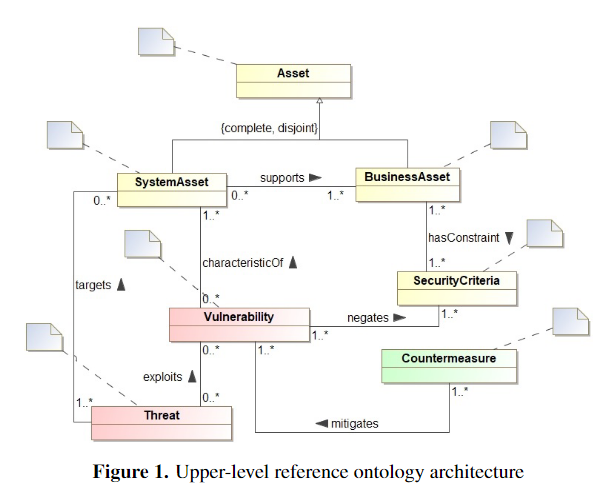 Asset
{complete, disjoint}
SystemAsset
supports
BusinessAsset
0..*
0..*
1..*
1..*
1..*
hasConstraint
characteristicOf
1..*
SecurityCriteria
targets
0..*
Vulnerability
negates
1..*
1..*
0..*
1..*
Countermeasure
exploits
1..*
0..*
1..*
Threat
mitigates
Figure 1. Upper-level reference ontology architecture